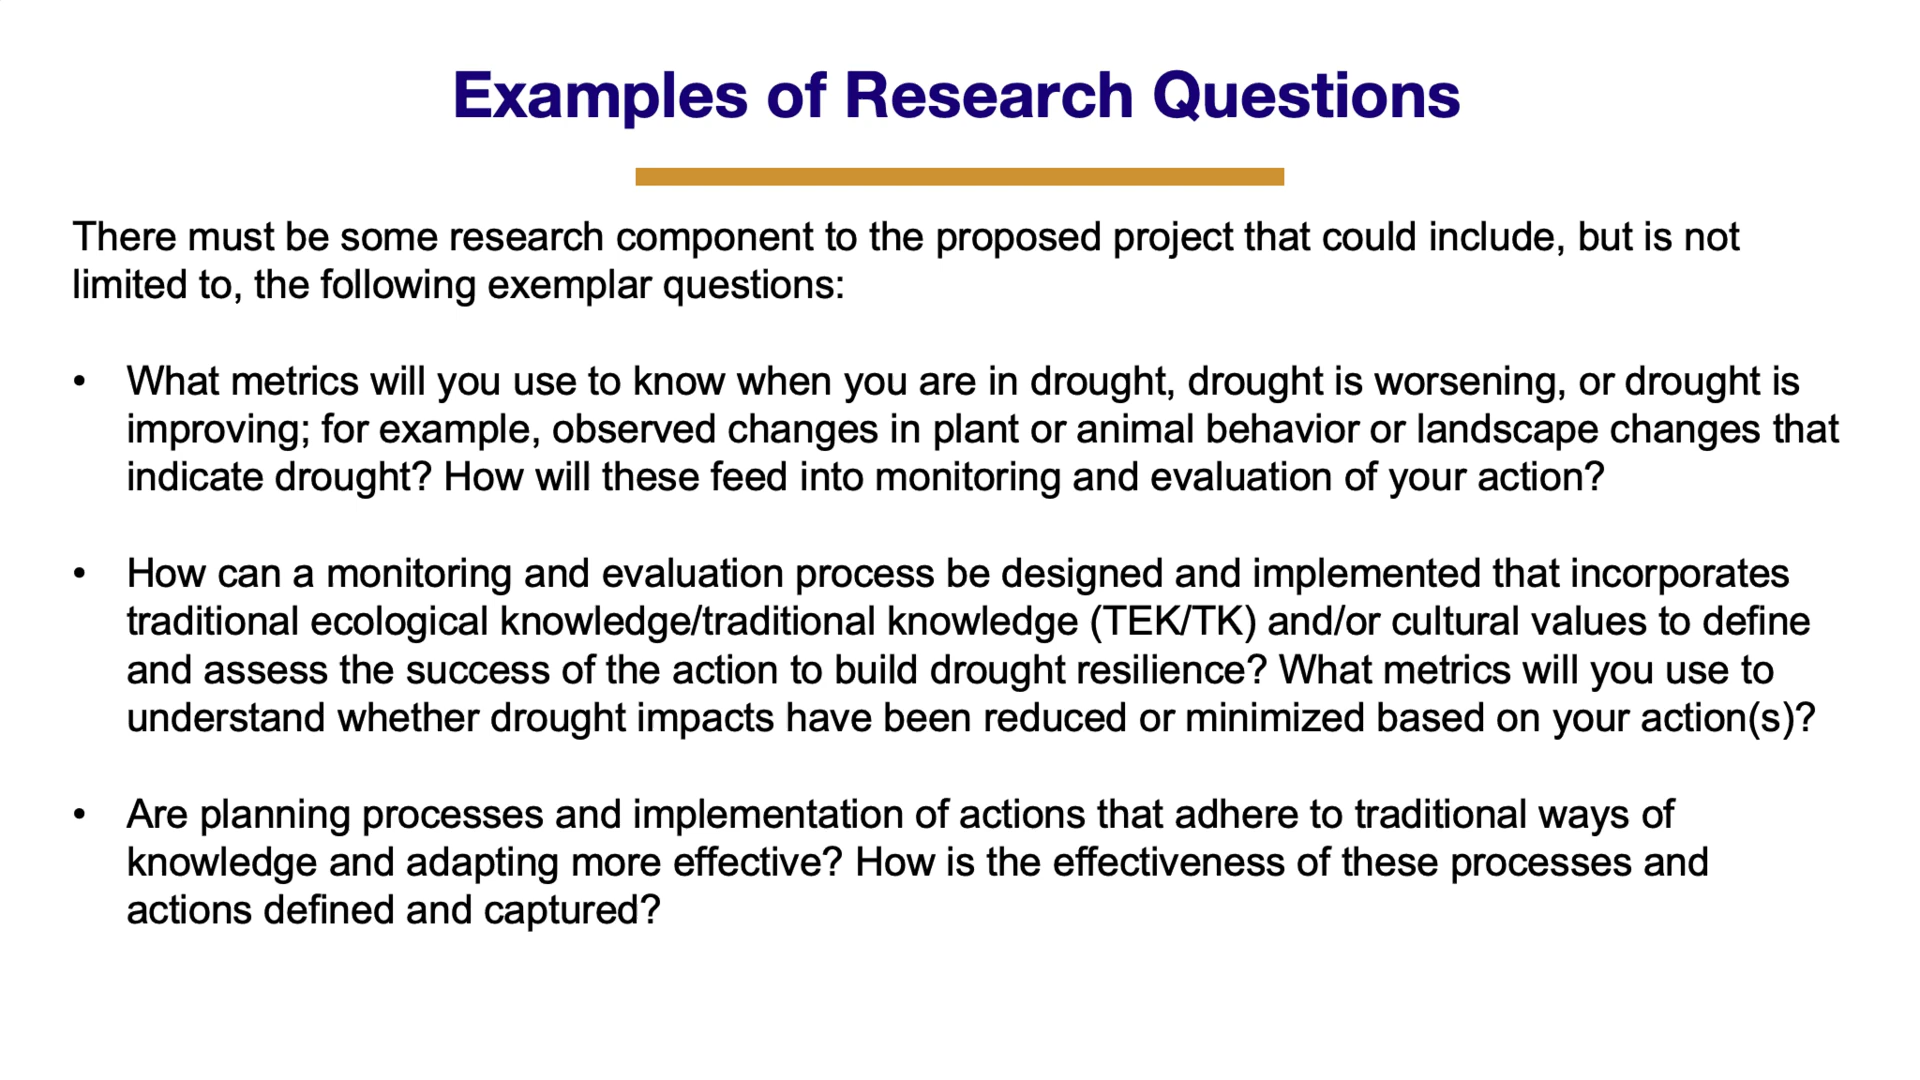 Examples of Research Questions
There must be some research component to the proposed project that could include, but is not
limited to, the following exemplar questions:
• What metrics will you use to know when you are in drought, drought is worsening, or drought is
improving; for example, observed changes in plant or animal behavior or landscape changes that
indicate drought? How will these feed into monitoring and evaluation of your action?
• How can a monitoring and evaluation process be designed and implemented that incorporates
traditional ecological knowledge/traditional knowledge (TEK/TK) and/or cultural values to define
and assess the success of the action to build drought resilience? What metrics will you use to
understand whether drought impacts have been reduced or minimized based on your action(s)?
• Are planning processes and implementation of actions that adhere to traditional ways of
knowledge and adapting more effective? How is the effectiveness of these processes and
actions defined and captured?